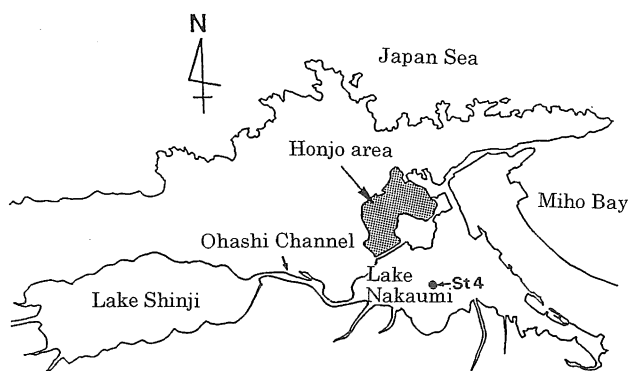 N
Japan Sea
Honjo area
Miho Bay
Ohashi Channel
Lake Shinji
Lake
Nakaumi
St 4